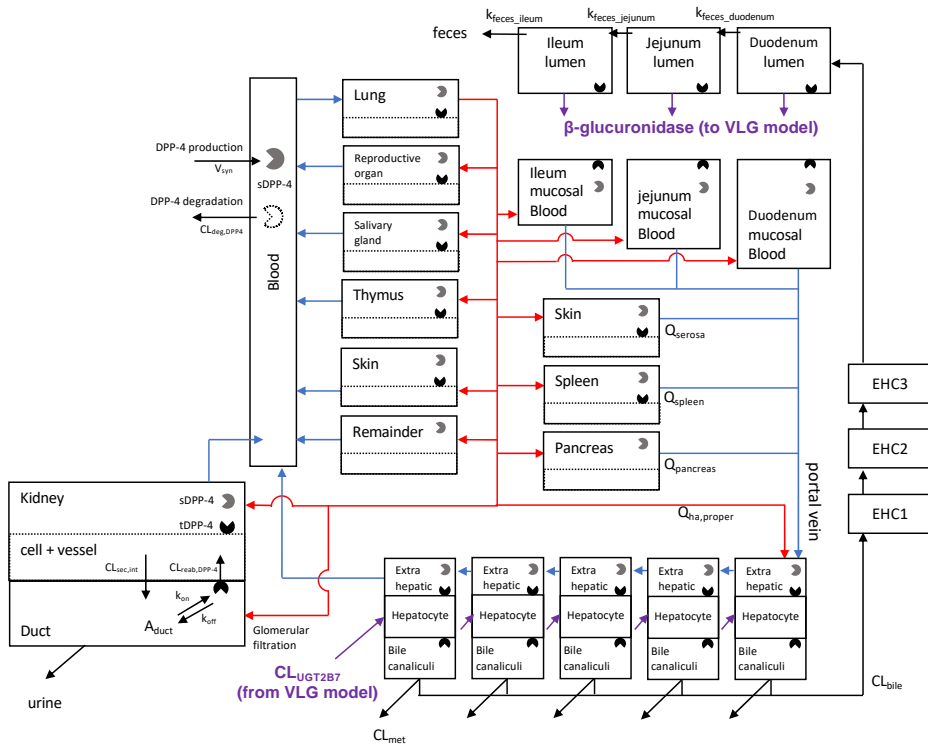 k_feces_ileum
k_feces_jejunum
k_feces_duodenum
feces
Ileum
lumen
Jejunum
lumen
Duodenum
lumen
β-glucuronidase (to VLG model)
DPP-4 production
V_syn
sDPP-4
DPP-4 degradation
CL_deg,DPP4
Blood
Lung
Reproductive
organ
Salivary
gland
Thymus
Skin
Remainder
Ileum
mucosal
Blood
jejunum
mucosal
Blood
Duodenum
mucosal
Blood
Skin
Q_serosa
Spleen
Q_spleen
Pancreas
Q_pancreas
portal vein
Q_ha,proper
EHC3
EHC2
EHC1
Kidney
sDPP-4
tDPP-4
cell + vessel
CL_sec,int
CL_reab,DPP-4
k_on
k_off
A_duct
Duct
Glomerular
filtration
urine
Extra
hepatic
Extra
hepatic
Extra
hepatic
Extra
hepatic
Extra
hepatic
Hepatocyte
Hepatocyte
Hepatocyte
Hepatocyte
Hepatocyte
Bile
canaliculi
Bile
canaliculi
Bile
canaliculi
Bile
canaliculi
Bile
canaliculi
CL_UGT2B7
(from VLG model)
CL_met
CL_bile